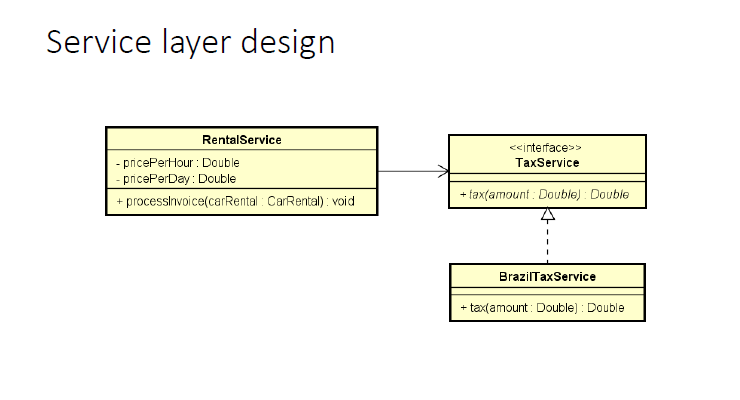 Service layer design
RentalService
- pricePerHour : Double
- pricePerDay : Double
+ processInvoice(carRental : CarRental) : void
<<interface>>
TaxService
+ tax(amount : Double) : Double
BrazilTaxService
+ tax(amount : Double) : Double